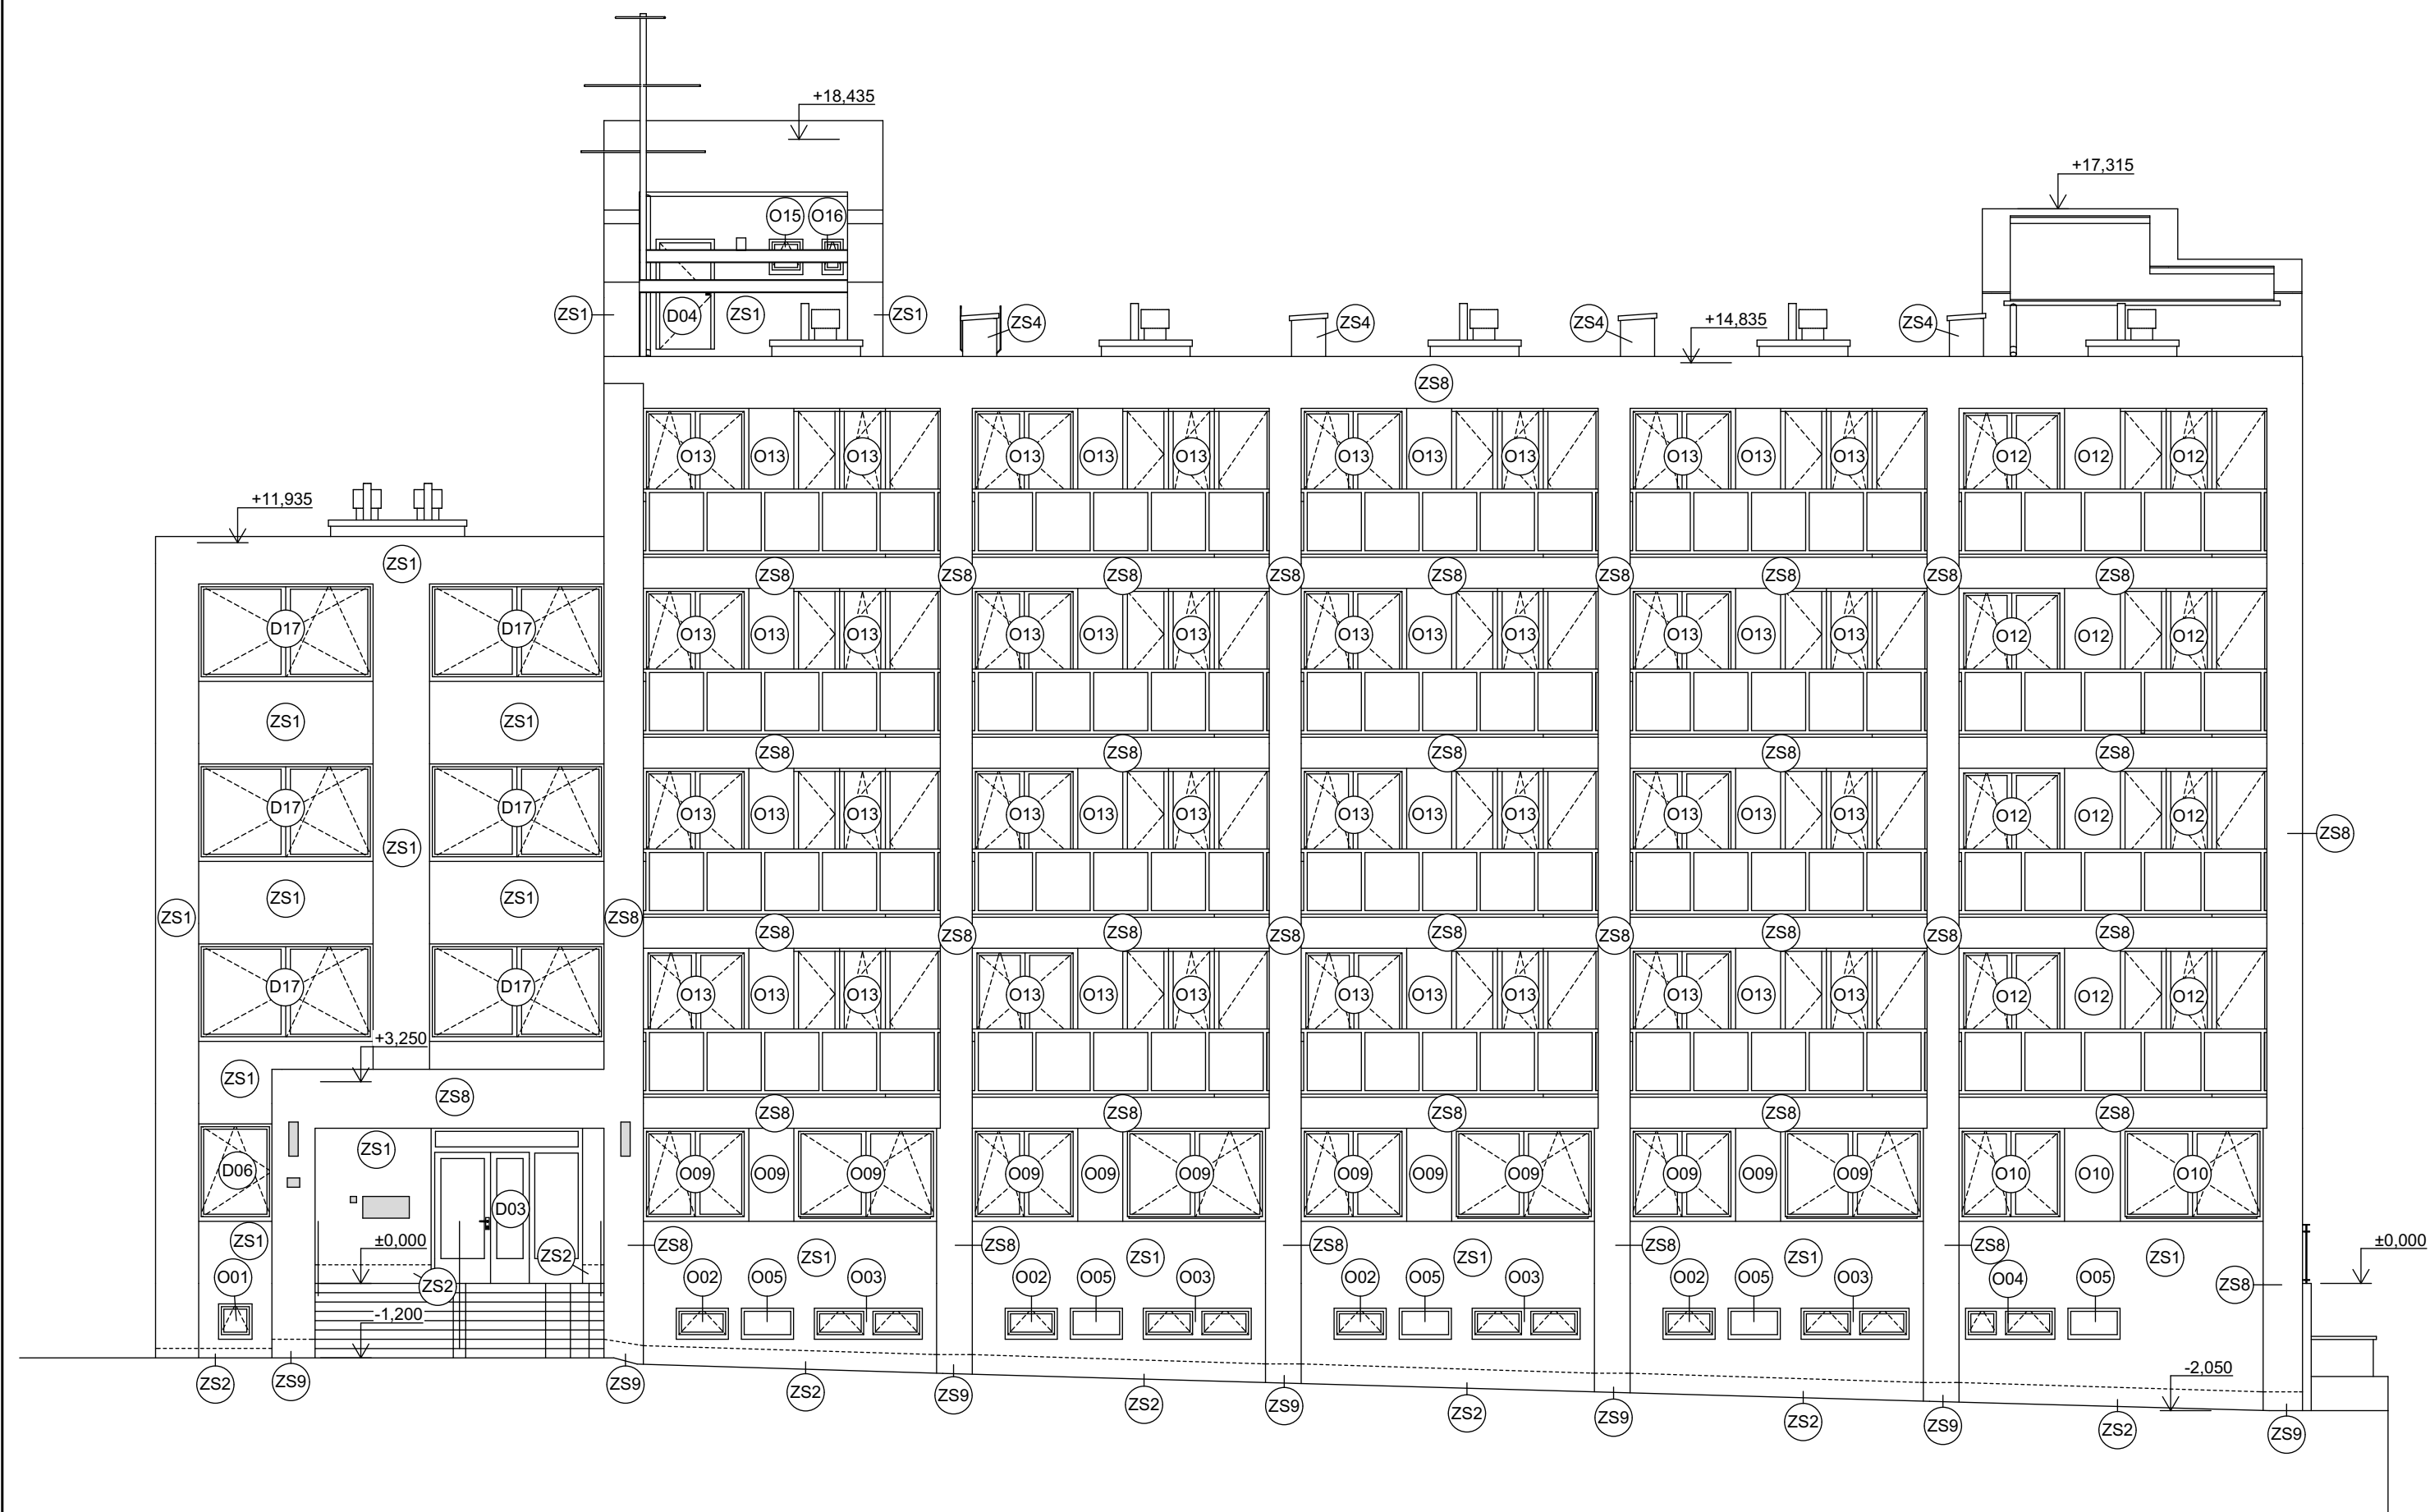 +18,435
+17,315
O15 O16
ZS1 D04 ZS1 ZS1 ZS4 ZS4 ZS4 +14,835 ZS4
ZS8
O13 O13 O13 O13 O13 O13 O13 O13 O13 O13 O13 O13 O12 O12 O12
+11,935
ZS1
ZS8 ZS8 ZS8 ZS8 ZS8 ZS8 ZS8 ZS8 ZS8
D17 D17 O13 O13 O13 O13 O13 O13 O13 O13 O13 O13 O13 O13 O12 O12 O12
ZS1 ZS1
ZS8 ZS8 ZS8 ZS8 ZS8
D17 D17 O13 O13 O13 O13 O13 O13 O13 O13 O13 O13 O13 O13 O12 O12 O12
ZS1 ZS8
ZS1 ZS1
ZS1 ZS8
ZS8 ZS8 ZS8 ZS8 ZS8 ZS8 ZS8 ZS8 ZS8
D17 D17 O13 O13 O13 O13 O13 O13 O13 O13 O13 O13 O13 O13 O12 O12 O12
+3,250
ZS1
ZS8 ZS8 ZS8 ZS8 ZS8 ZS8
ZS1
D06 O09 O09 O09 O09 O09 O09 O09 O09 O09 O09 O09 O09 O10 O10 O10
D03
ZS1 ±0,000 ZS2 ZS8 ZS1 ZS8 ZS1 ZS8 ZS1 ZS8 ZS1 ZS8 ZS1 ±0,000
O01 ZS2 O02 O05 O03 O02 O05 O03 O02 O05 O03 O02 O05 O03 O04 O05 ZS8
-1,200
-2,050
ZS2 ZS9 ZS9 ZS2 ZS9 ZS2 ZS9 ZS2 ZS9 ZS2 ZS9 ZS2 ZS9